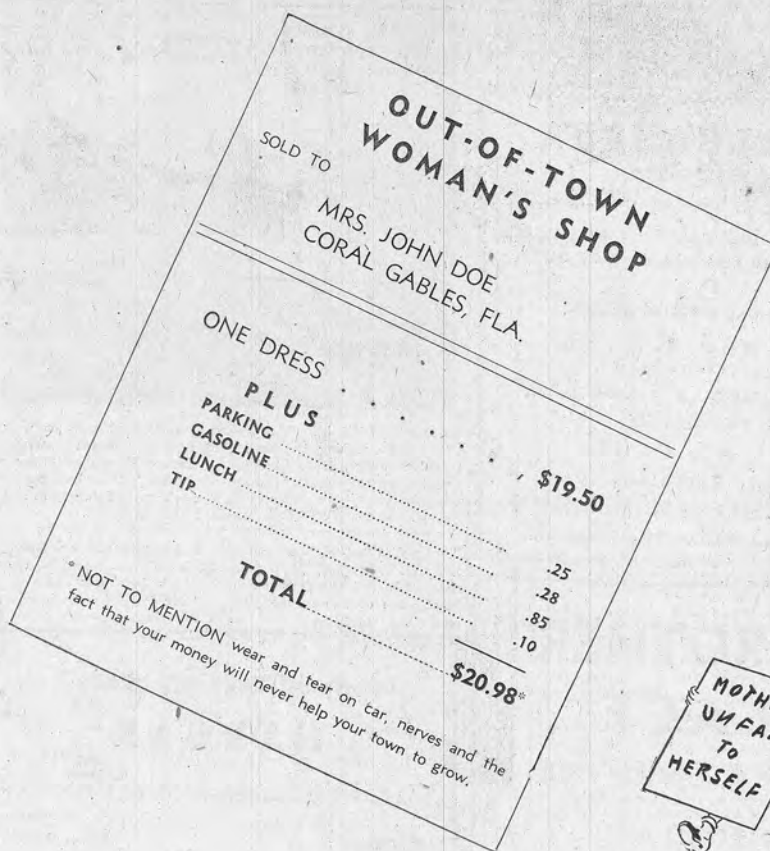 OUT-OF-TOWN
WOMAN'S SHOP
SOLD TO
MRS. JOHN DOE
CORAL GABLES, FLA.
ONE DRESS . . . . . . . . $19.50
PLUS
PARKING .25
GASOLINE .28
LUNCH .85
TIP .10
TOTAL $20.98*
*NOT TO MENTION wear and tear on car, nerves and the
fact that your money will never help your town to grow.
TO
HERSELF